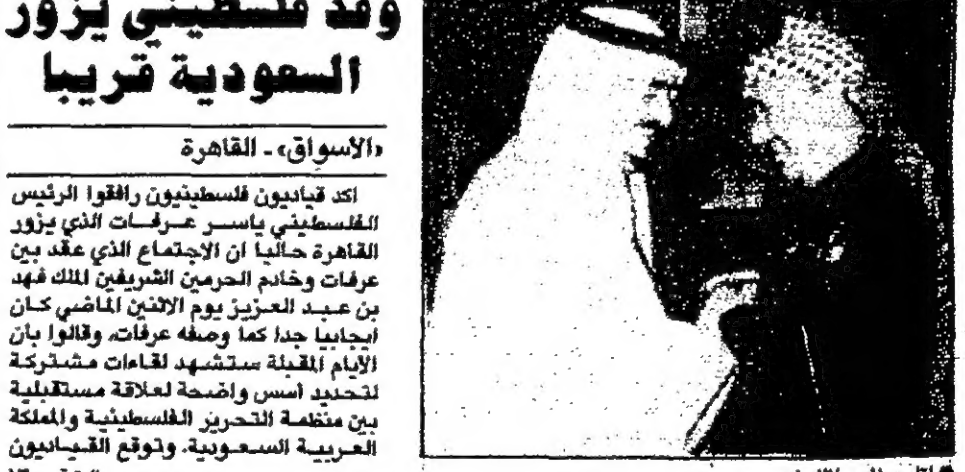 وفد فلسطيني يزور
السعودية قريبا
«الاسواق» - القاهرة
اكد قياديون فلسطينيون رافقوا الرئيس
الفلسطيني ياسر عرفات الذي يزور
القاهرة حاليا ان الاجتماع الذي عقد بين
عرفات وخادم الحرمين الشريفين الملك فهد
بن عبد العزيز يوم الاثنين الماضي كان
ايجابيا جدا كما وصفه عرفات، وقالوا بأن
الأيام المقبلة ستشهد لقاءات مشتركة
لتحديد أسس واضحة لعلاقة مستقبلية
بين منظمة التحرير الفلسطينية والمملكة
العربية السعودية. وتوقع القياديون